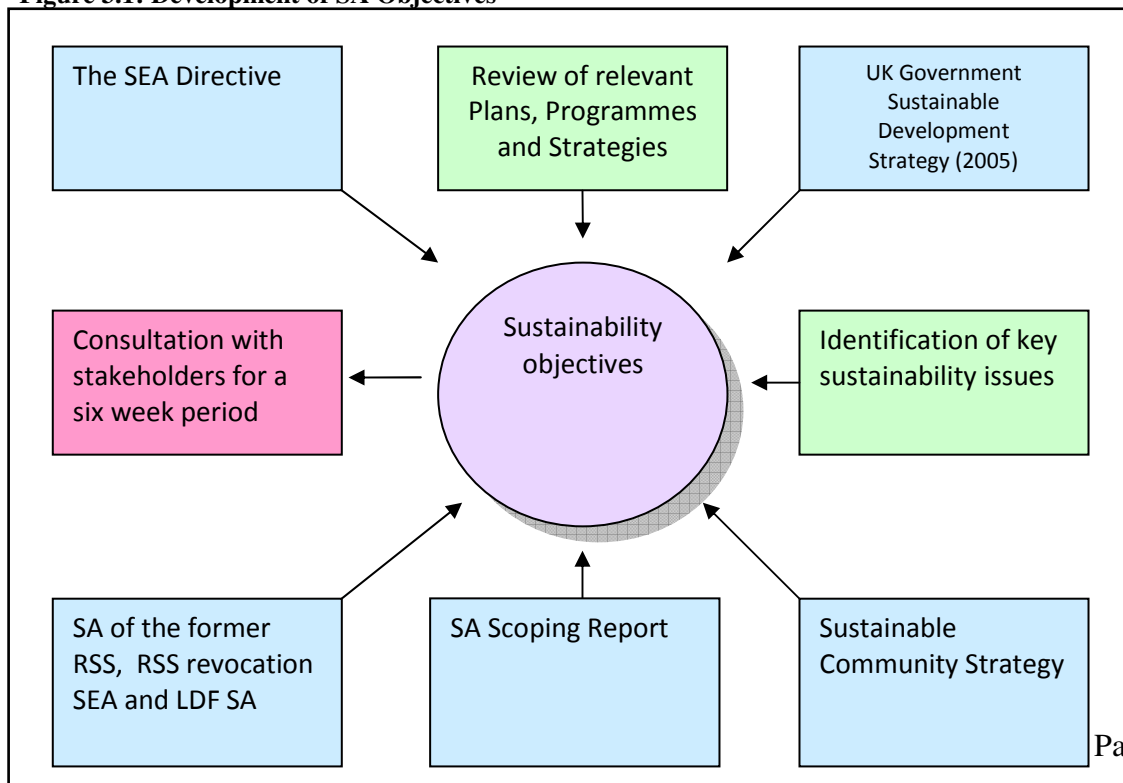 Figure 3.1: Development of SA Objectives
The SEA Directive
Review of relevant
Plans, Programmes
and Strategies
UK Government
Sustainable
Development
Strategy (2005)
Consultation with
stakeholders for a
six week period
Sustainability
objectives
Identification of key
sustainability issues
SA of the former
RSS, RSS revocation
SEA and LDF SA
SA Scoping Report
Sustainable
Community Strategy
Pa